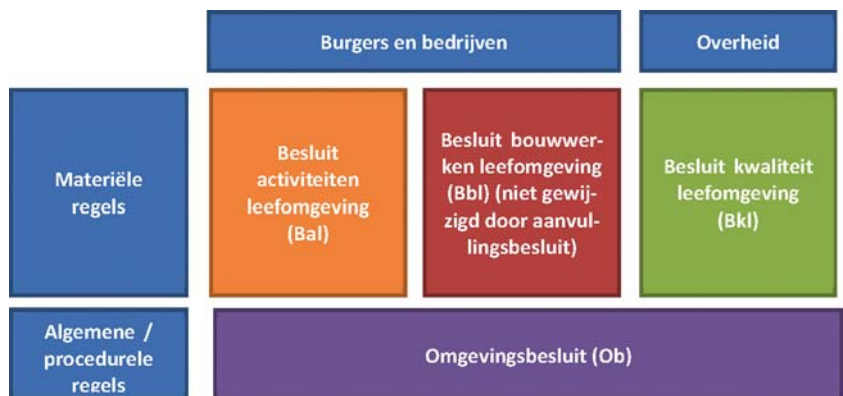 Burgers en bedrijven
Overheid
Materiële
regels
Besluit
activiteiten
leefomgeving
(Bal)
Besluit bouwwer-
ken leefomgeving
(Bbl) (niet gewij-
zigd door aanvul-
lingsbesluit)
Besluit kwaliteit
leefomgeving
(Bkl)
Algemene /
procedurele
regels
Omgevingsbesluit (Ob)